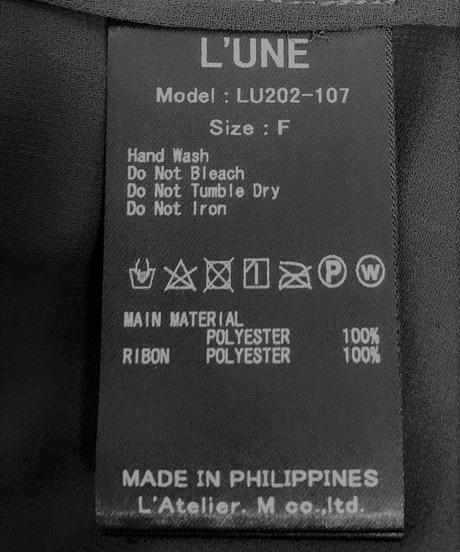 L'UNE
Model : LU202-107
Size : F
Hand Wash
Do Not Bleach
Do Not Tumble Dry
Do Not Iron
P W
MAIN MATERIAL
POLYESTER 100%
RIBON POLYESTER 100%
MADE IN PHILIPPINES
L'Atelier. M co.,ltd.